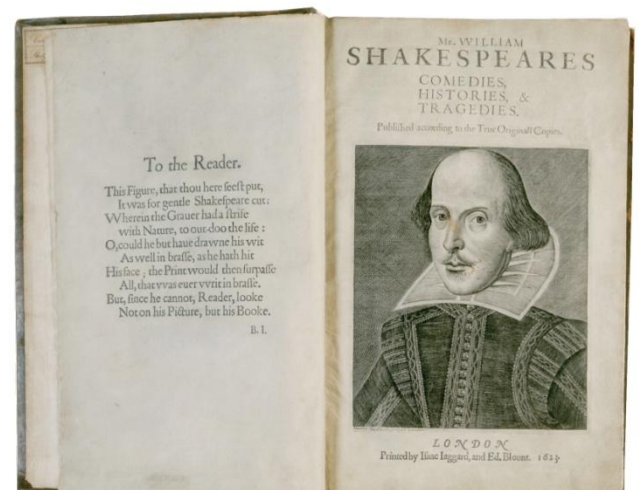 To the Reader.
This Figure, that thou here seeſt put,
It was for gentle Shakeſpeare cut:
VVherein the Grauer had a ſtrife
with Nature, to out-doo the life :
O, could he but haue drawne his wit
As well in braſſe, as he hath hit
His face ; the Print would then ſurpaſſe
All, that vvas euer vvrit in braſſe.
But, ſince he cannot, Reader, looke
Not on his Picture, but his Booke.
B. I.
Mr. WILLIAM
SHAKESPEARES
COMEDIES,
HISTORIES, &
TRAGEDIES.
Publiſhed according to the True Originall Copies.
LONDON
Printed by Iſaac Iaggard, and Ed. Blount. 1623